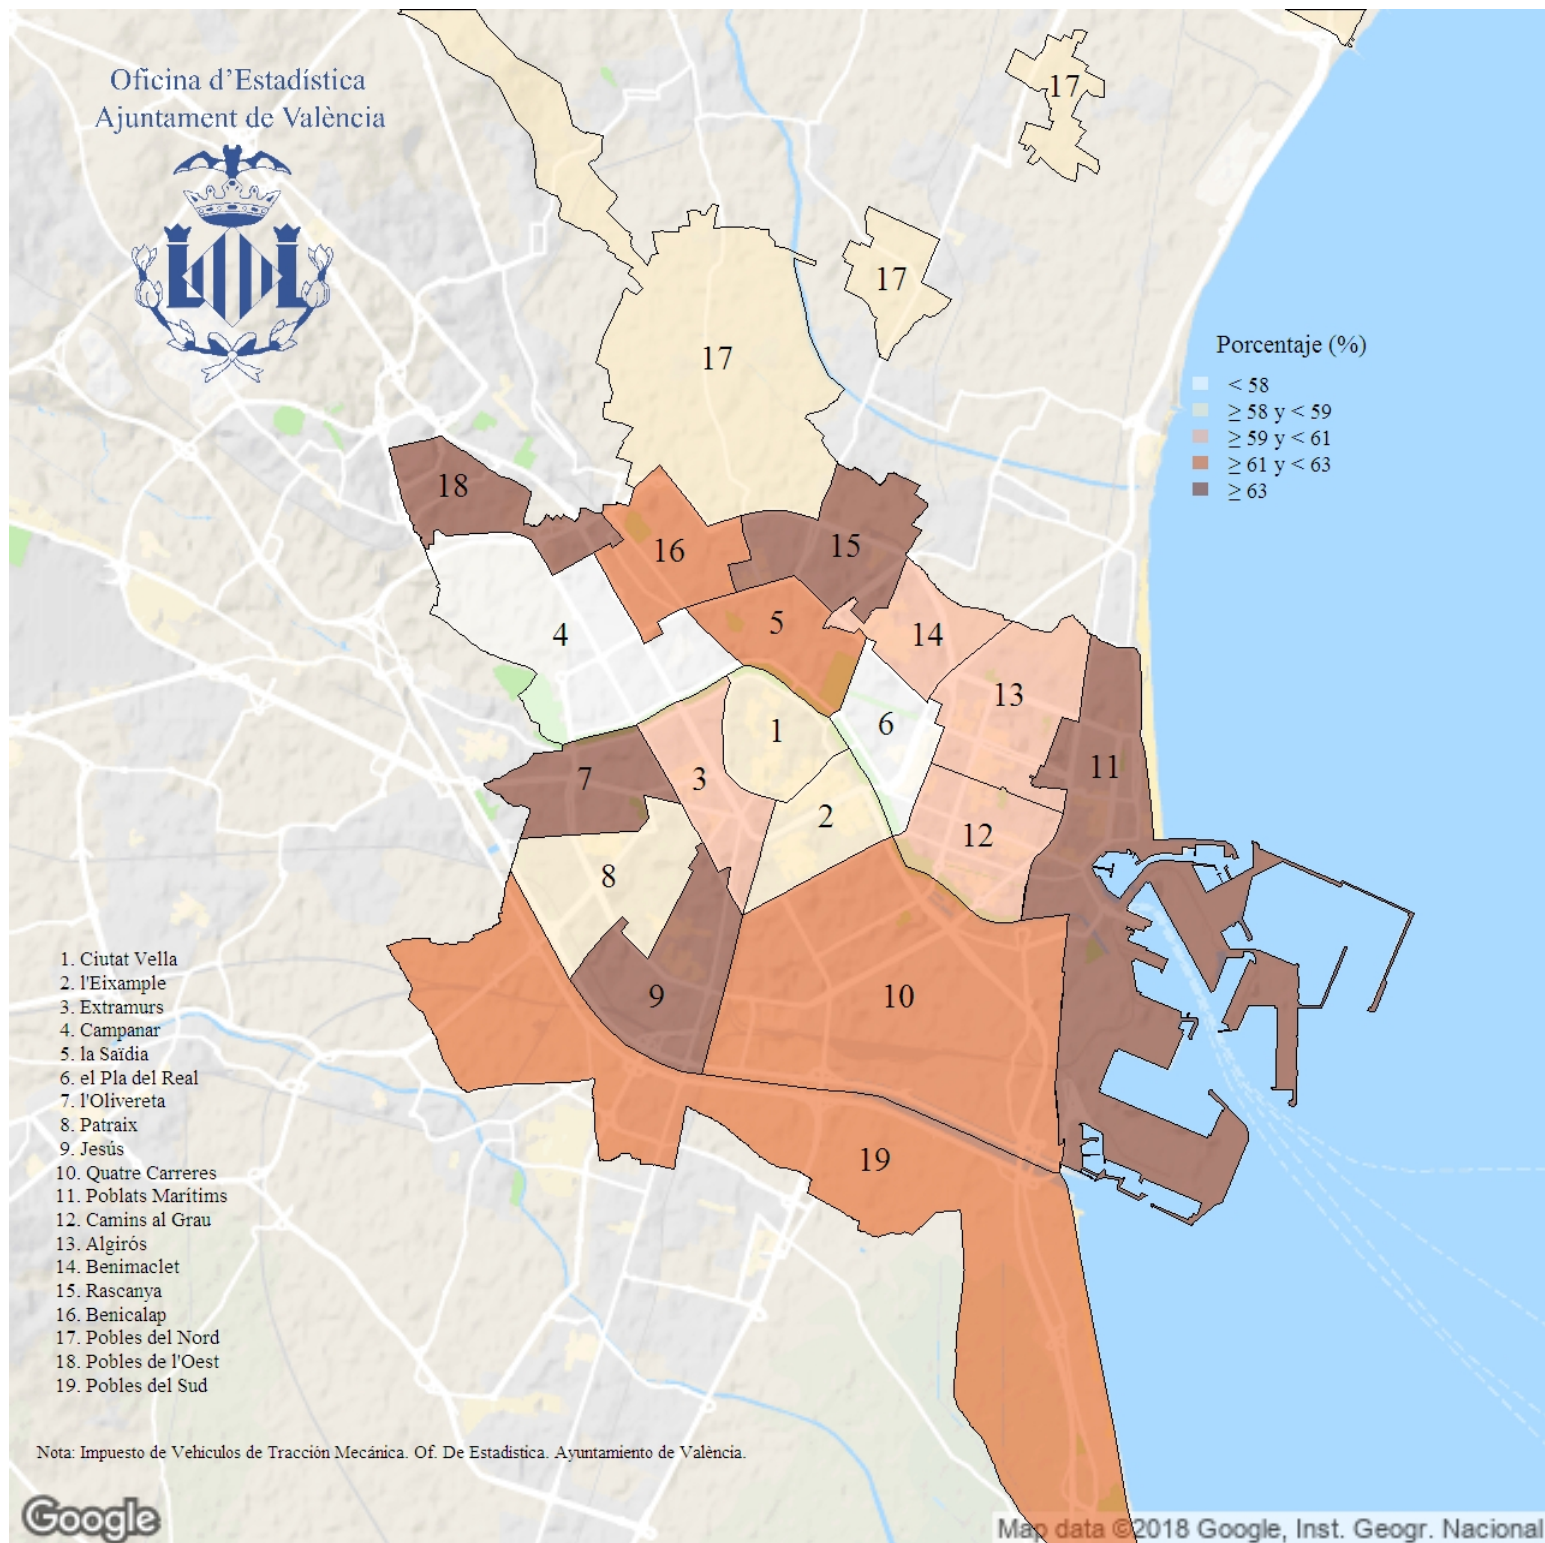 Oficina d'Estadística
Ajuntament de València
17
17
17
Porcentaje (%)
< 58
≥ 58 y < 59
≥ 59 y < 61
≥ 61 y < 63
≥ 63
18
16
15
5
4
14
13
6
1
11
7
3
2
12
8
9
10
19
1. Ciutat Vella
2. l'Eixample
3. Extramurs
4. Campanar
5. la Saïdia
6. el Pla del Real
7. l'Olivereta
8. Patraix
9. Jesús
10. Quatre Carreres
11. Poblats Marítims
12. Camins al Grau
13. Algirós
14. Benimaclet
15. Rascanya
16. Benicalap
17. Pobles del Nord
18. Pobles de l'Oest
19. Pobles del Sud
Nota: Impuesto de Vehículos de Tracción Mecánica. Of. De Estadística. Ayuntamiento de València.
Google
Map data ©2018 Google, Inst. Geogr. Nacional